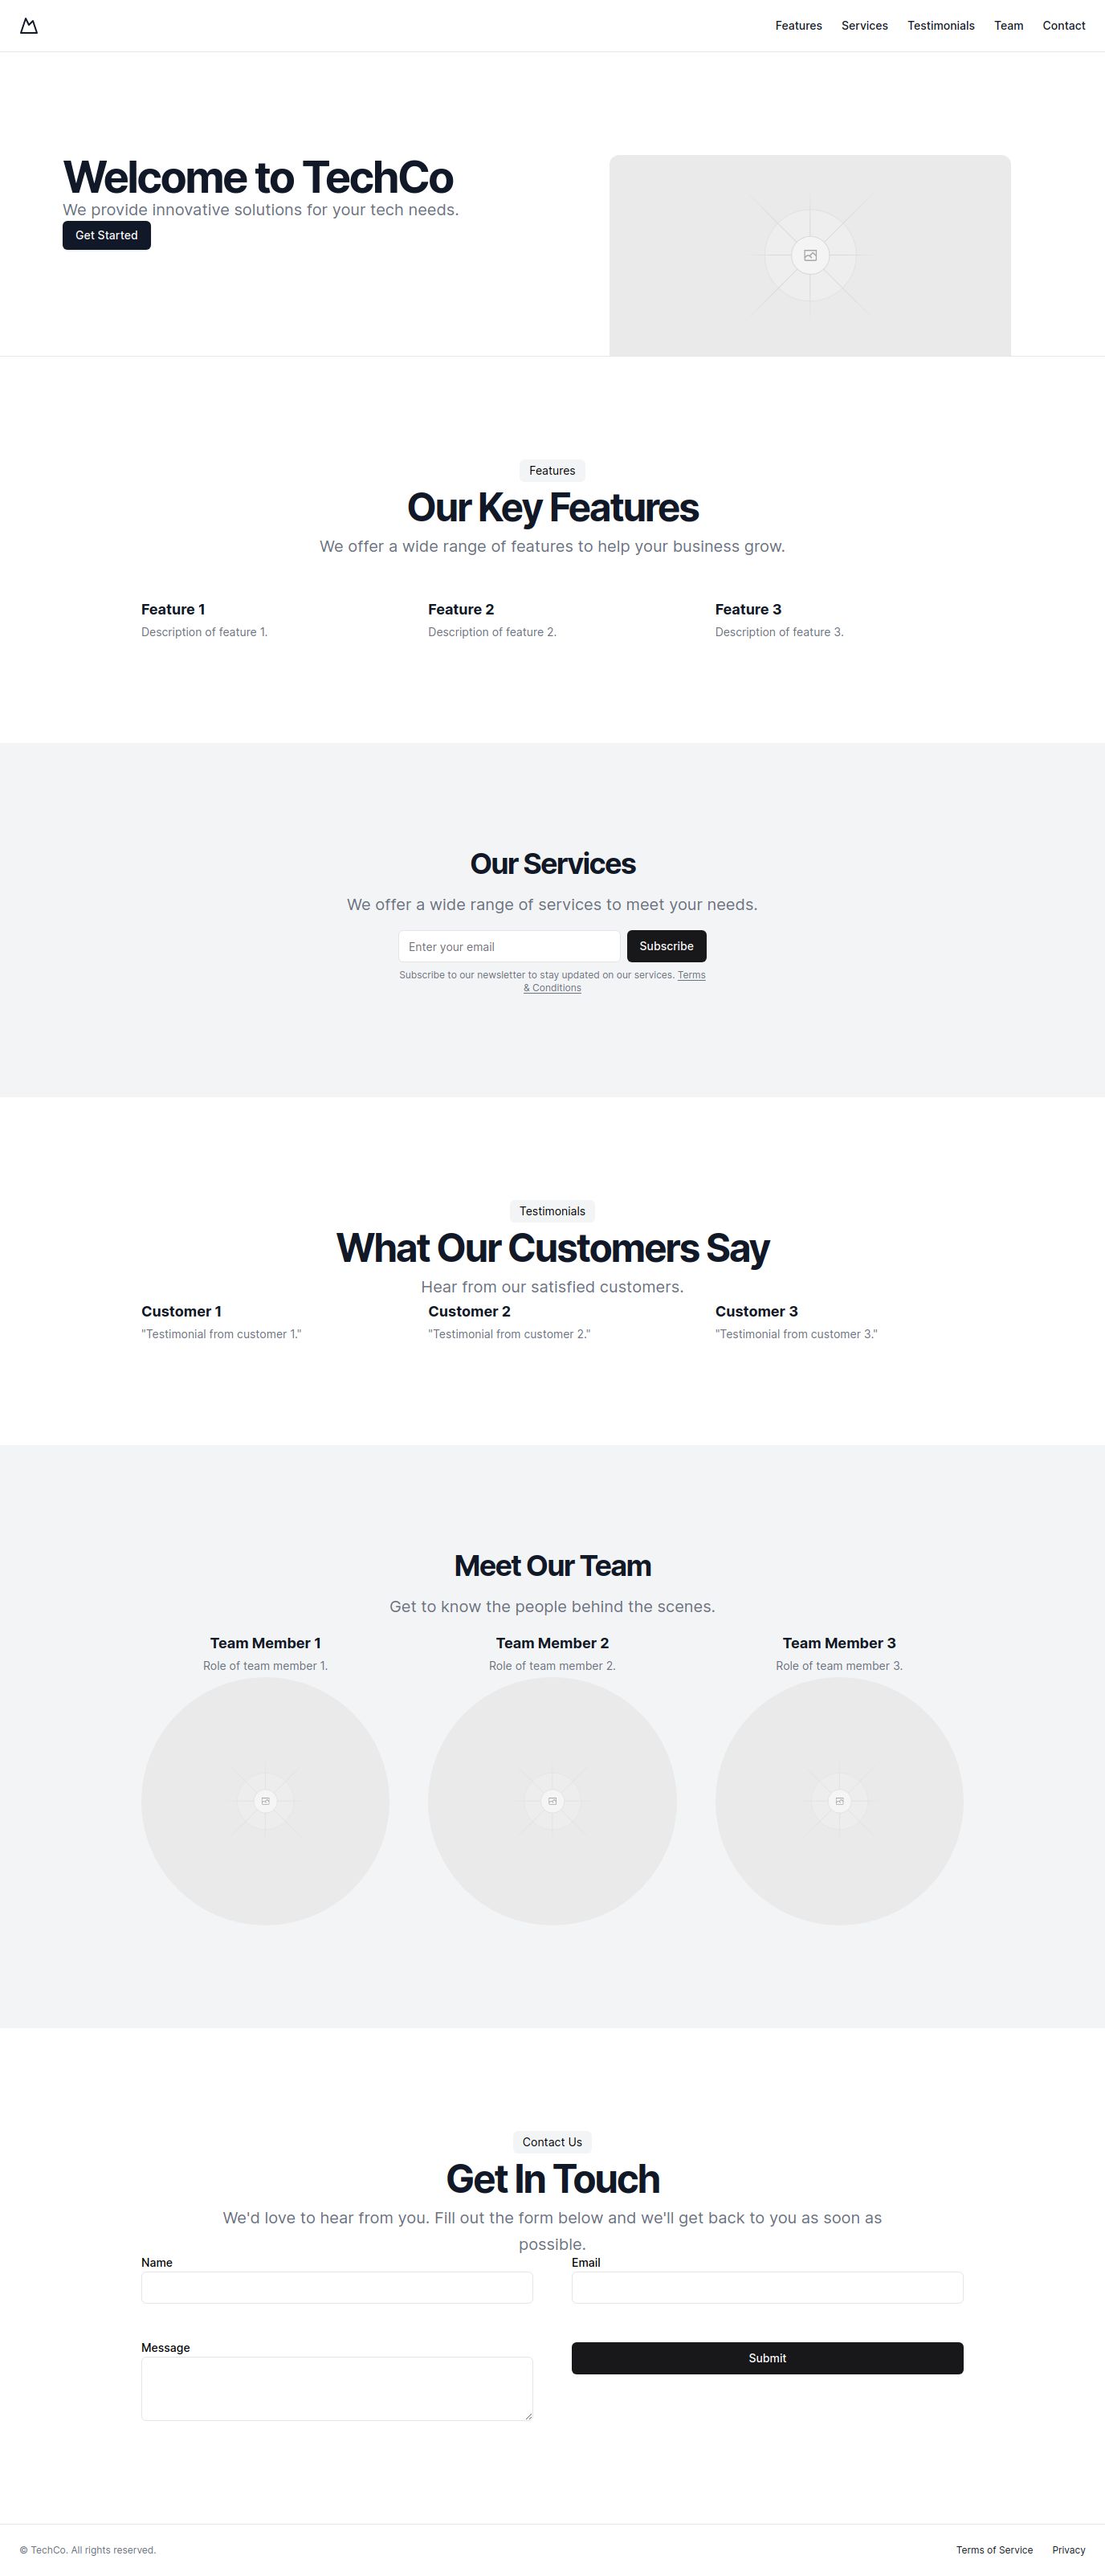 Features Services Testimonials Team Contact
Welcome to TechCo
We provide innovative solutions for your tech needs.
Get Started
Features
Our Key Features
We offer a wide range of features to help your business grow.
Feature 1
Description of feature 1.
Feature 2
Description of feature 2.
Feature 3
Description of feature 3.
Our Services
We offer a wide range of services to meet your needs.
Enter your email
Subscribe
Subscribe to our newsletter to stay updated on our services. Terms
& Conditions
Testimonials
What Our Customers Say
Hear from our satisfied customers.
Customer 1
"Testimonial from customer 1."
Customer 2
"Testimonial from customer 2."
Customer 3
"Testimonial from customer 3."
Meet Our Team
Get to know the people behind the scenes.
Team Member 1
Role of team member 1.
Team Member 2
Role of team member 2.
Team Member 3
Role of team member 3.
Contact Us
Get In Touch
We'd love to hear from you. Fill out the form below and we'll get back to you as soon as
possible.
Name
Email
Message
Submit
© TechCo. All rights reserved.
Terms of Service Privacy